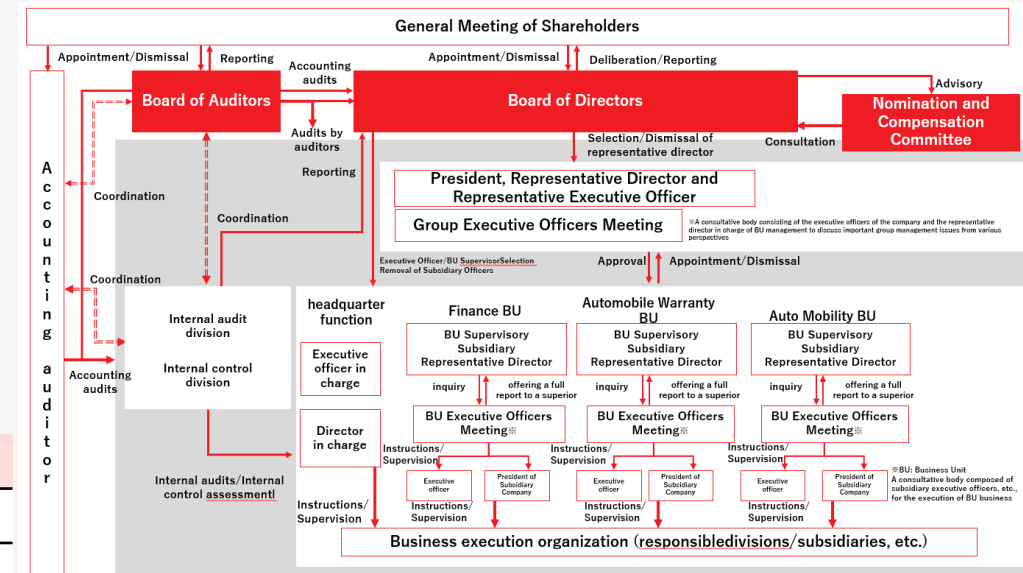 General Meeting of Shareholders
Appointment/Dismissal
Reporting
Appointment/Dismissal
Deliberation/Reporting
Accounting
audits
Board of Auditors
Board of Directors
Advisory
Nomination and
Compensation
Committee
Audits by
auditors
Selection/Dismissal of
representative director
Consultation
Accounting auditor
Reporting
Coordination
Coordination
President, Representative Director and
Representative Executive Officer
Group Executive Officers Meeting
※A consultative body consisting of the executive officers of the company and the representative
director in charge of BU management to discuss important group management issues from various
perspectives
Executive Officer/BU SupervisorSelection
Removal of Subsidiary Officers
Approval
Appointment/Dismissal
Coordination
Internal audit
division
Internal control
division
Accounting
audits
headquarter
function
Finance BU
Automobile Warranty
BU
Auto Mobility BU
Executive
officer in
charge
BU Supervisory
Subsidiary
Representative Director
BU Supervisory
Subsidiary
Representative Director
BU Supervisory
Subsidiary
Representative Director
inquiry
offering a full
report to a superior
inquiry
offering a full
report to a superior
inquiry
offering a full
report to a superior
Director
in charge
BU Executive Officers
Meeting※
BU Executive Officers
Meeting※
BU Executive Officers
Meeting※
Instructions/
Supervision
Instructions/
Supervision
Instructions/
Supervision
Executive
officer
President of
Subsidiary
Company
Executive
officer
President of
Subsidiary
Company
Executive
officer
President of
Subsidiary
Company
※BU: Business Unit
A consultative body composed of
subsidiary executive officers, etc.,
for the execution of BU business
Internal audits/Internal
control assessmentl
Instructions/
Supervision
Instructions/
Supervision
Instructions/
Supervision
Instructions/
Supervision
Business execution organization (responsibledivisions/subsidiaries, etc.)